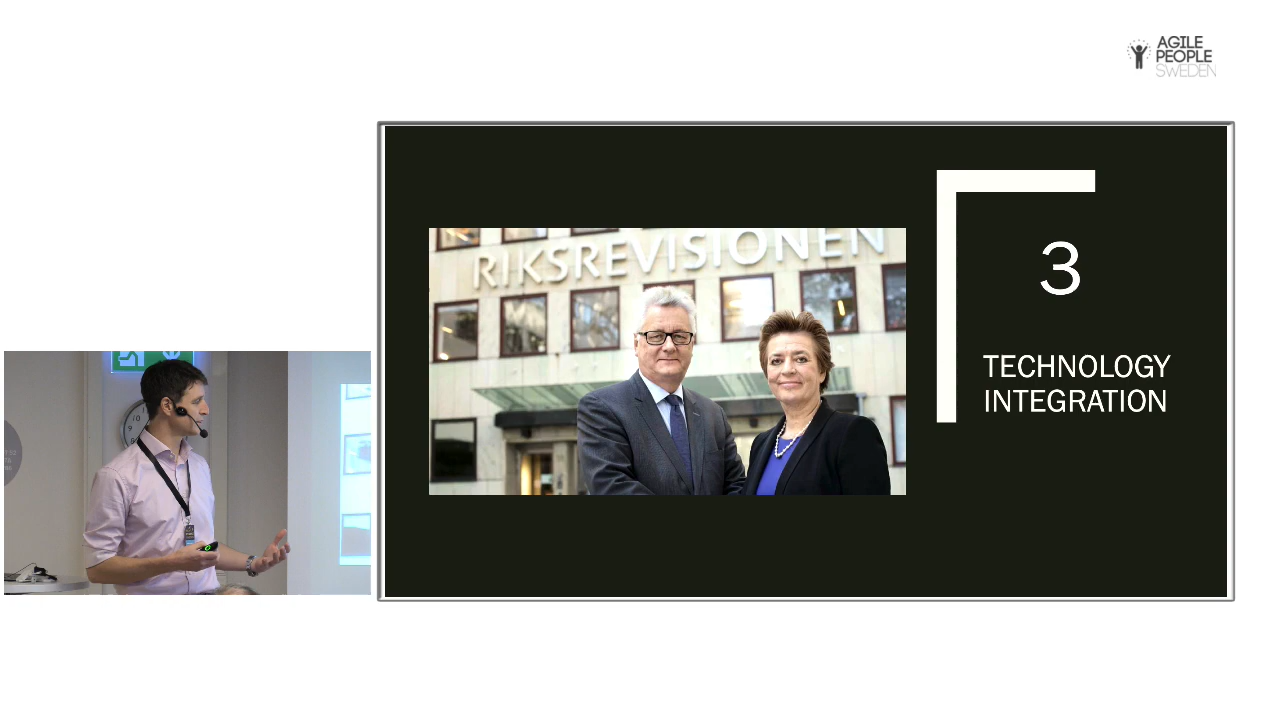 AGILE
PEOPLE
SWEDEN
RIKSREVISIONEN
3
TECHNOLOGY
INTEGRATION